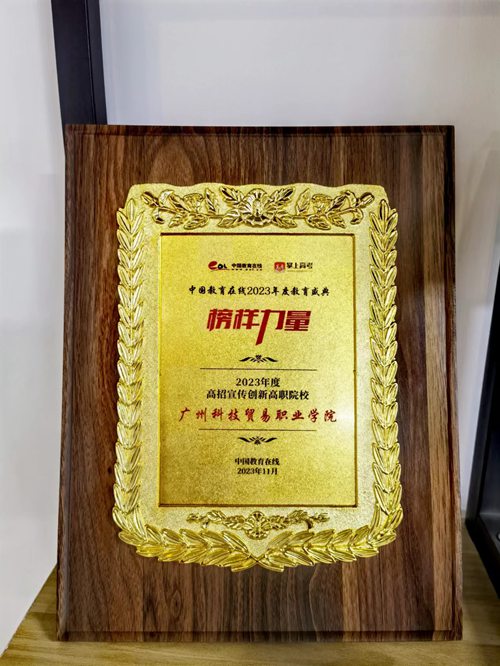 eol 中国教育在线 掌上高考
中国教育在线2023年度教育盛典
榜样力量
2023年度
高招宣传创新高职院校
广州科技贸易职业学院
中国教育在线
2023年11月